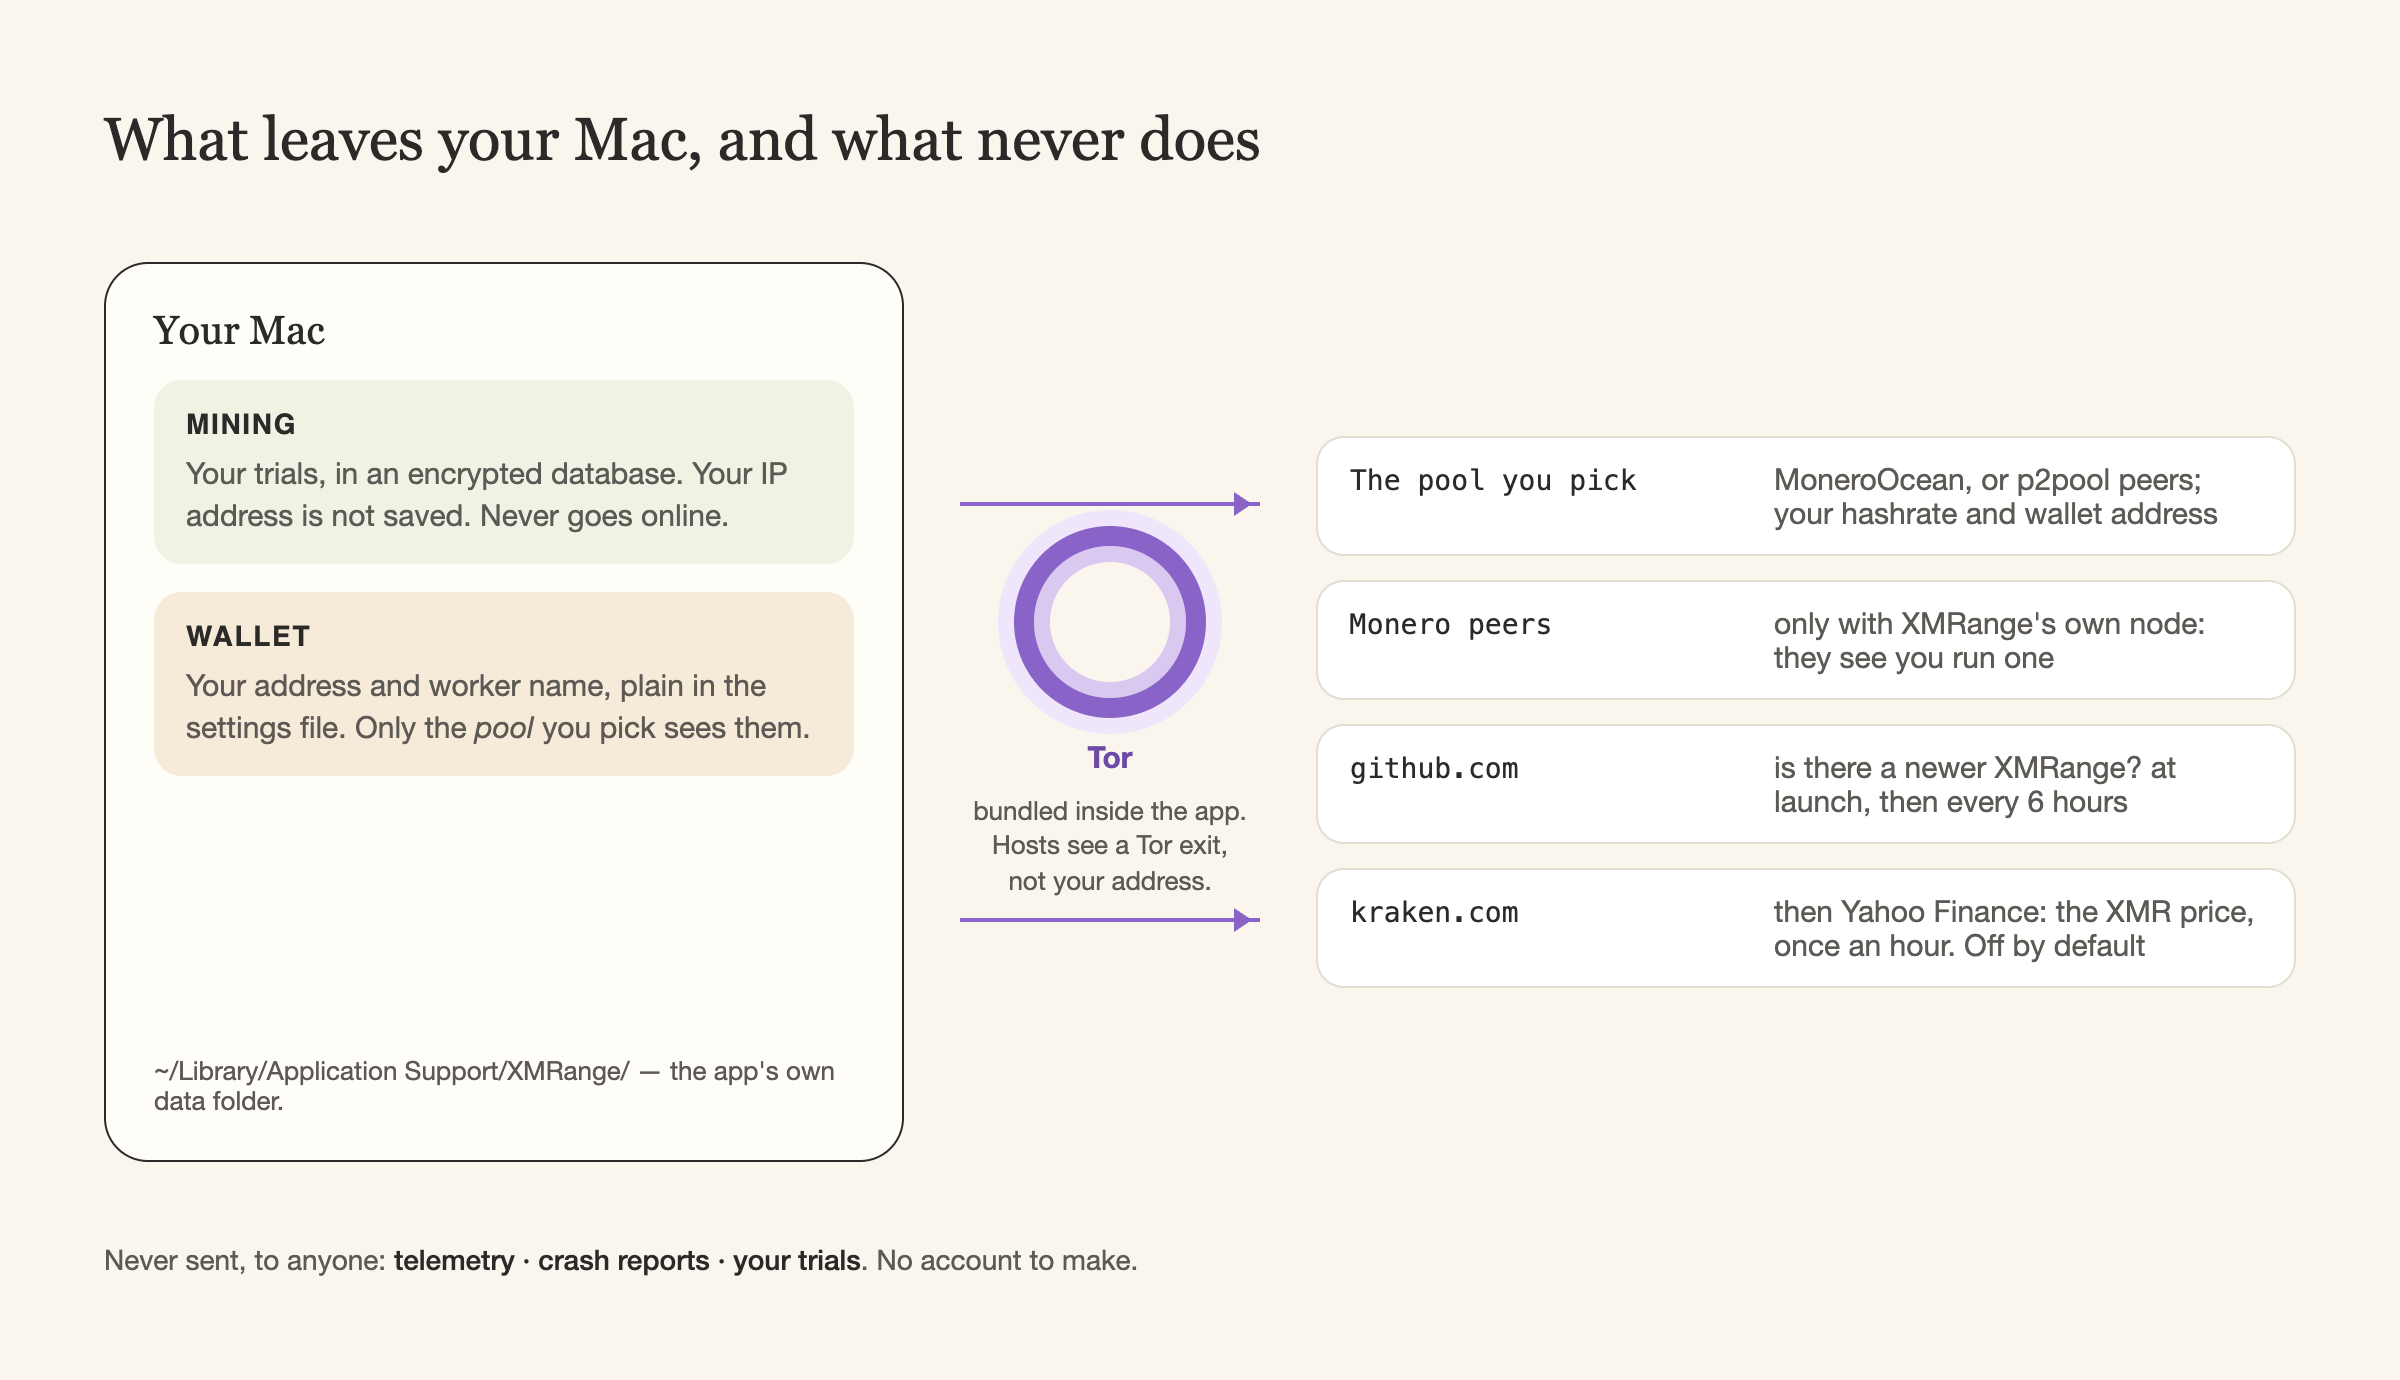 What leaves your Mac, and what never does
Your Mac
MINING
Your trials, in an encrypted database. Your IP
address is not saved. Never goes online.
WALLET
Your address and worker name, plain in the
settings file. Only the pool you pick sees them.
~/Library/Application Support/XMRange/ — the app's own
data folder.
Tor
bundled inside the app.
Hosts see a Tor exit,
not your address.
The pool you pick
MoneroOcean, or p2pool peers;
your hashrate and wallet address
Monero peers
only with XMRange's own node:
they see you run one
github.com
is there a newer XMRange? at
launch, then every 6 hours
kraken.com
then Yahoo Finance: the XMR price,
once an hour. Off by default
Never sent, to anyone: telemetry · crash reports · your trials. No account to make.